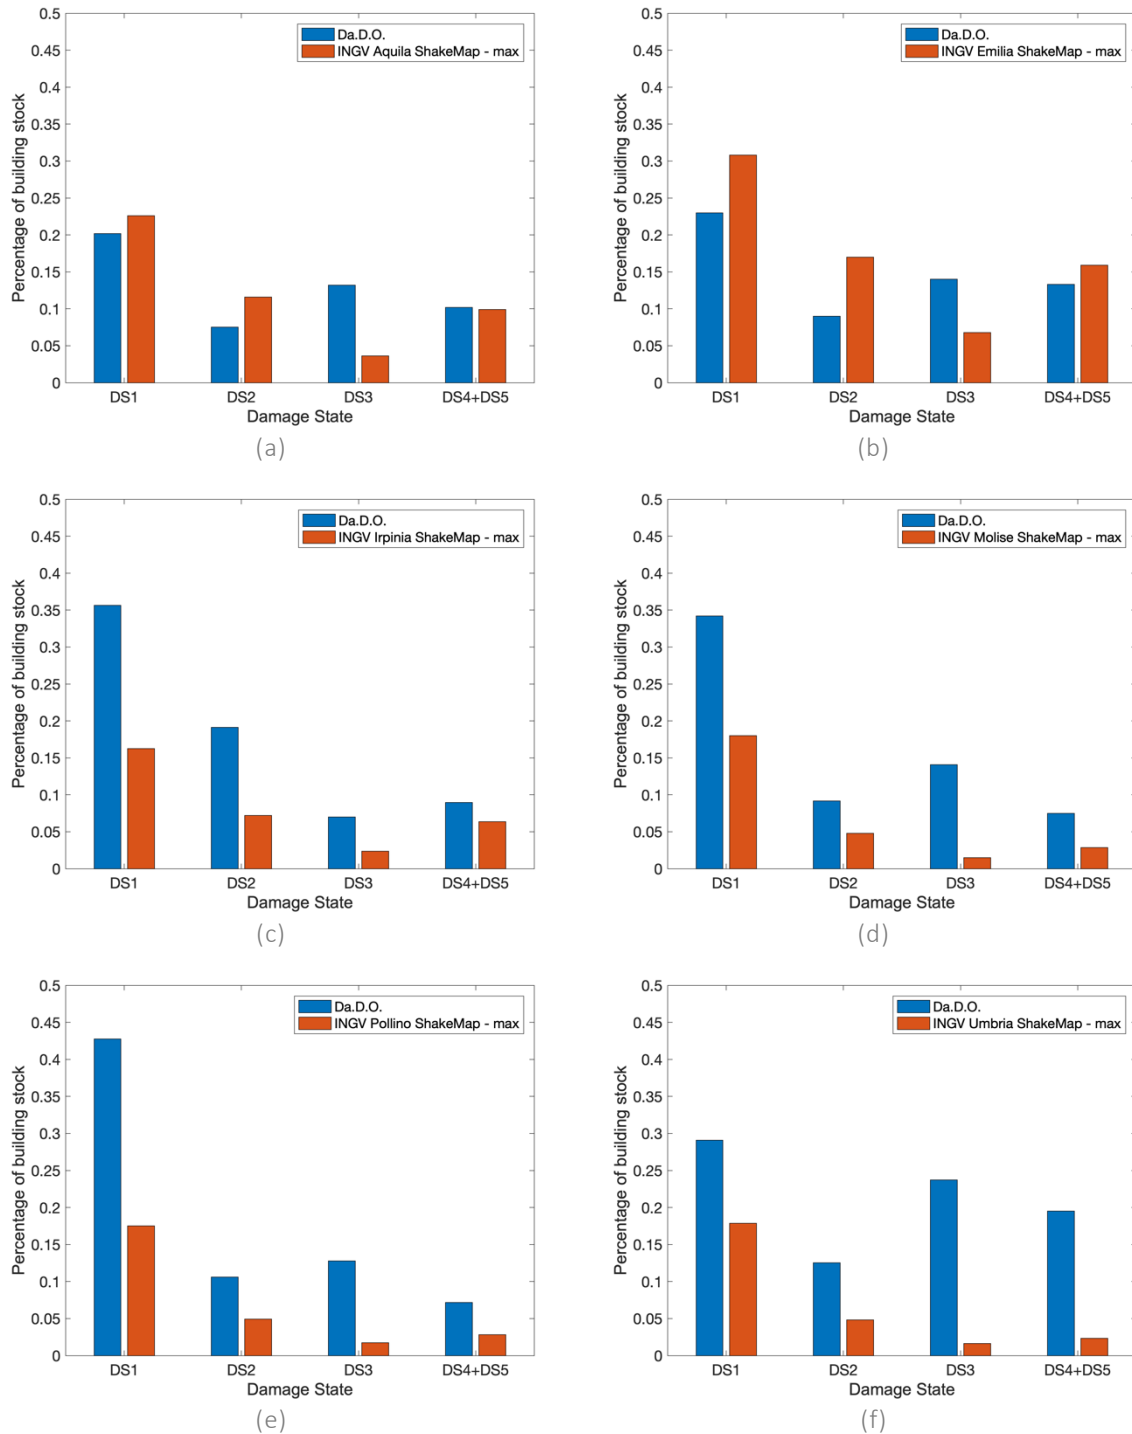 0.5
0.45
0.4
0.35
0.3
0.25
0.2
0.15
0.1
0.05
0
Percentage of building stock
Da.D.O.
INGV Aquila ShakeMap - max
DS1 DS2 DS3 DS4+DS5
Damage State
(a)
0.5
0.45
0.4
0.35
0.3
0.25
0.2
0.15
0.1
0.05
0
Percentage of building stock
Da.D.O.
INGV Emilia ShakeMap - max
DS1 DS2 DS3 DS4+DS5
Damage State
(b)
0.5
0.45
0.4
0.35
0.3
0.25
0.2
0.15
0.1
0.05
0
Percentage of building stock
Da.D.O.
INGV Irpinia ShakeMap - max
DS1 DS2 DS3 DS4+DS5
Damage State
(c)
0.5
0.45
0.4
0.35
0.3
0.25
0.2
0.15
0.1
0.05
0
Percentage of building stock
Da.D.O.
INGV Molise ShakeMap - max
DS1 DS2 DS3 DS4+DS5
Damage State
(d)
0.5
0.45
0.4
0.35
0.3
0.25
0.2
0.15
0.1
0.05
0
Percentage of building stock
Da.D.O.
INGV Pollino ShakeMap - max
DS1 DS2 DS3 DS4+DS5
Damage State
(e)
0.5
0.45
0.4
0.35
0.3
0.25
0.2
0.15
0.1
0.05
0
Percentage of building stock
Da.D.O.
INGV Umbria ShakeMap - max
DS1 DS2 DS3 DS4+DS5
Damage State
(f)